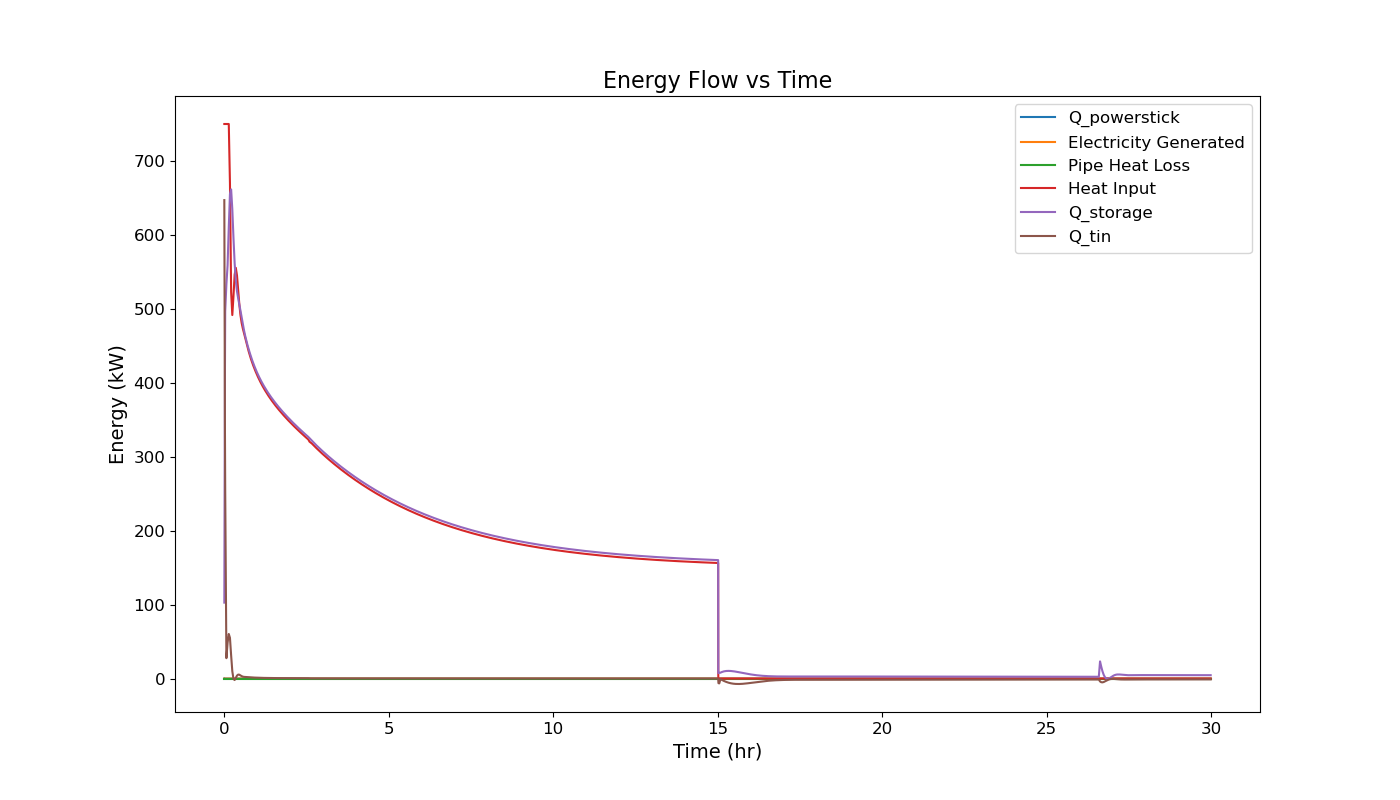 Energy Flow vs Time
Energy (kW)
700
600
500
400
300
200
100
0
Q_powerstick
Electricity Generated
Pipe Heat Loss
Heat Input
Q_storage
Q_tin
0 5 10 15 20 25 30
Time (hr)